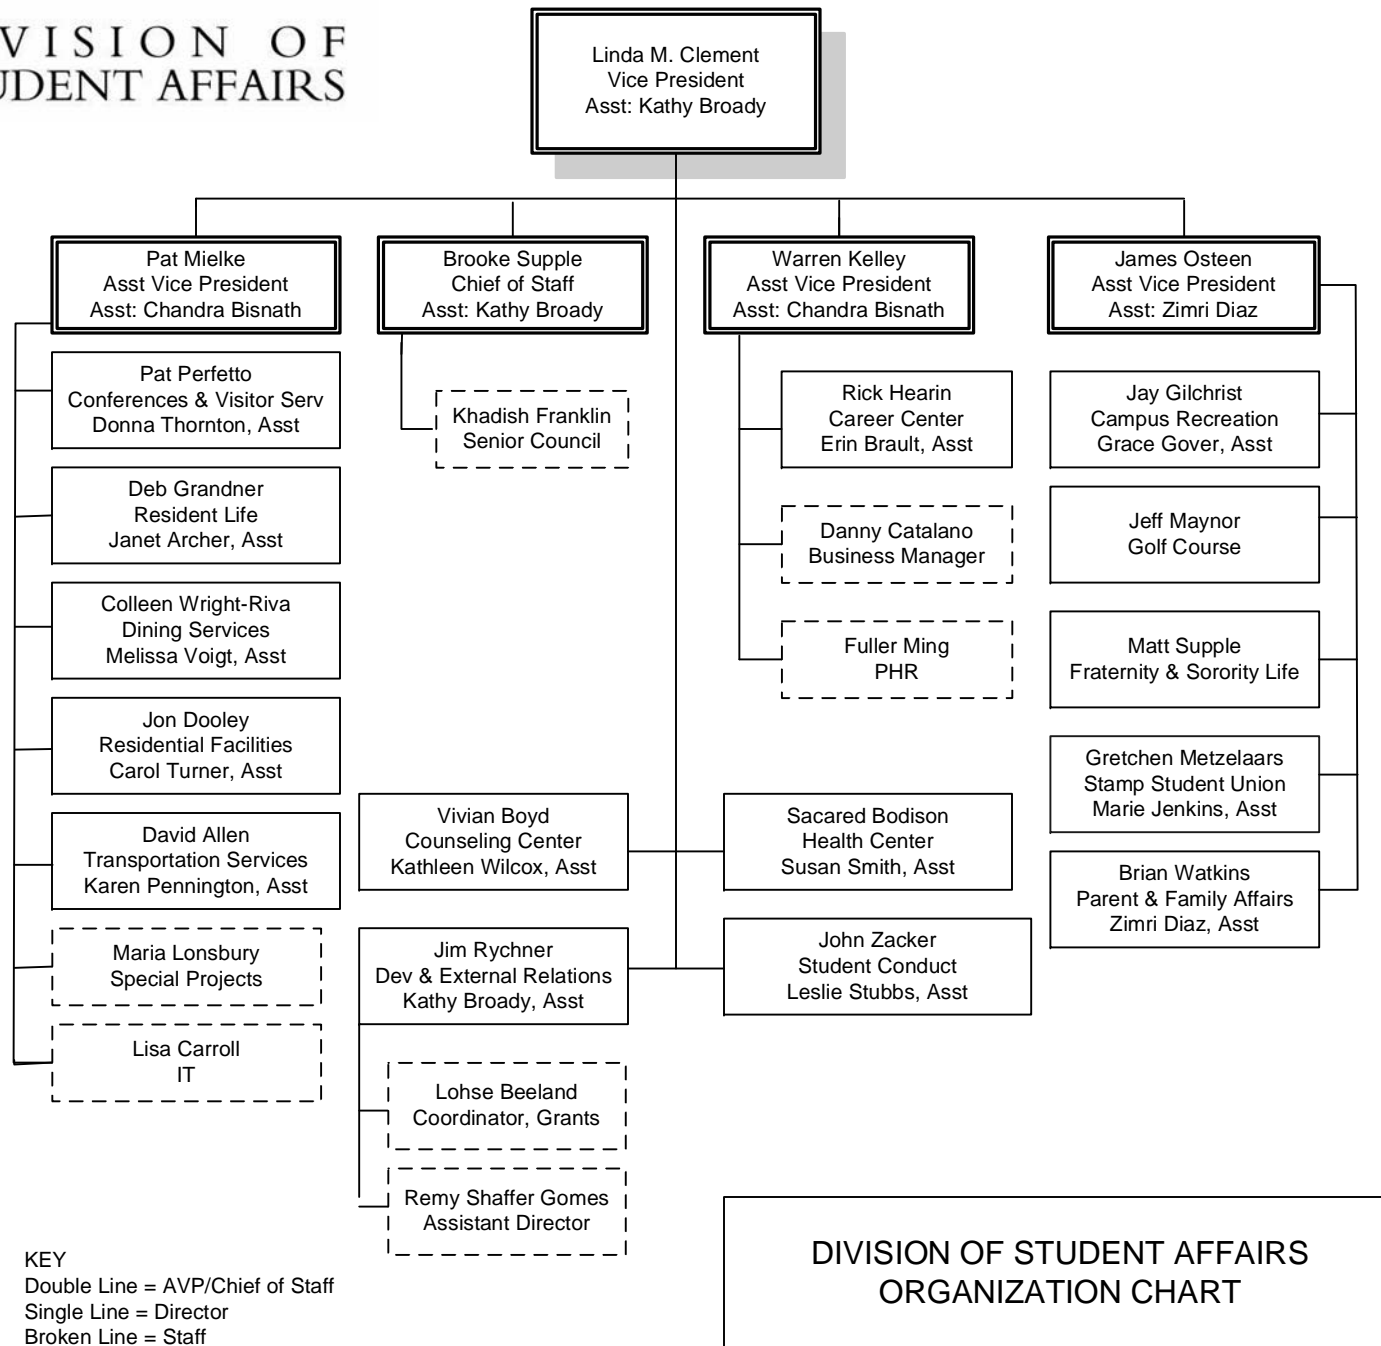 VISION OF
UDENT AFFAIRS
Linda M. Clement
Vice President
Asst: Kathy Broady
Pat Mielke
Asst Vice President
Asst: Chandra Bisnath
Brooke Supple
Chief of Staff
Asst: Kathy Broady
Warren Kelley
Asst Vice President
Asst: Chandra Bisnath
James Osteen
Asst Vice President
Asst: Zimri Diaz
Pat Perfetto
Conferences & Visitor Serv
Donna Thornton, Asst
Deb Grandner
Resident Life
Janet Archer, Asst
Colleen Wright-Riva
Dining Services
Melissa Voigt, Asst
Jon Dooley
Residential Facilities
Carol Turner, Asst
David Allen
Transportation Services
Karen Pennington, Asst
Maria Lonsbury
Special Projects
Lisa Carroll
IT
Khadish Franklin
Senior Council
Rick Hearin
Career Center
Erin Brault, Asst
Danny Catalano
Business Manager
Fuller Ming
PHR
Jay Gilchrist
Campus Recreation
Grace Gover, Asst
Jeff Maynor
Golf Course
Matt Supple
Fraternity & Sorority Life
Gretchen Metzelaars
Stamp Student Union
Marie Jenkins, Asst
Brian Watkins
Parent & Family Affairs
Zimri Diaz, Asst
Vivian Boyd
Counseling Center
Kathleen Wilcox, Asst
Sacared Bodison
Health Center
Susan Smith, Asst
Jim Rychner
Dev & External Relations
Kathy Broady, Asst
John Zacker
Student Conduct
Leslie Stubbs, Asst
Lohse Beeland
Coordinator, Grants
Remy Shaffer Gomes
Assistant Director
KEY
Double Line = AVP/Chief of Staff
Single Line = Director
Broken Line = Staff
DIVISION OF STUDENT AFFAIRS
ORGANIZATION CHART